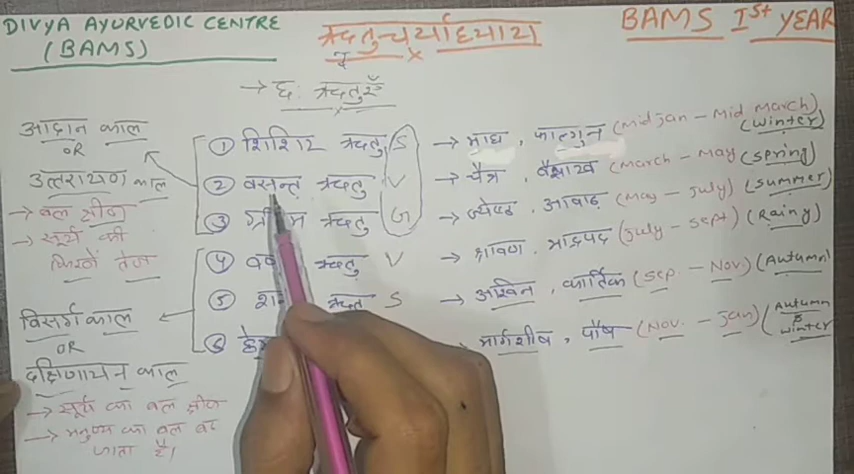 DIVYA AYURVEDIC CENTRE
(BAMS)
ऋतुचर्याध्याय
BAMS Ist YEAR
→ छः ऋतुएँ
आदान काल
OR
उत्तरायण काल
→ बल क्षीण
→ सूर्य की
किरणें तेज
विसर्ग काल
OR
दक्षिणायन काल
→ सूर्य का बल क्षीण
→ मनुष्य का बल बढ़
जाता है।
① शिशिर ऋतु S → माघ, फाल्गुन (mid jan - mid March) (winter)
② वसन्त ऋतु V → चैत्र, वैशाख (march - may) (spring)
③ ऋतु G → ज्येष्ठ, आषाढ़ (may - july) (summer)
④ ऋतु V → श्रावण, भाद्रपद (july - sept) (Rainy)
⑤ ऋतु S → अश्विन, कार्तिक (sep. - Nov) (Autumn)
⑥ → मार्गशीर्ष, पौष (Nov. - jan) (Autumn & winter